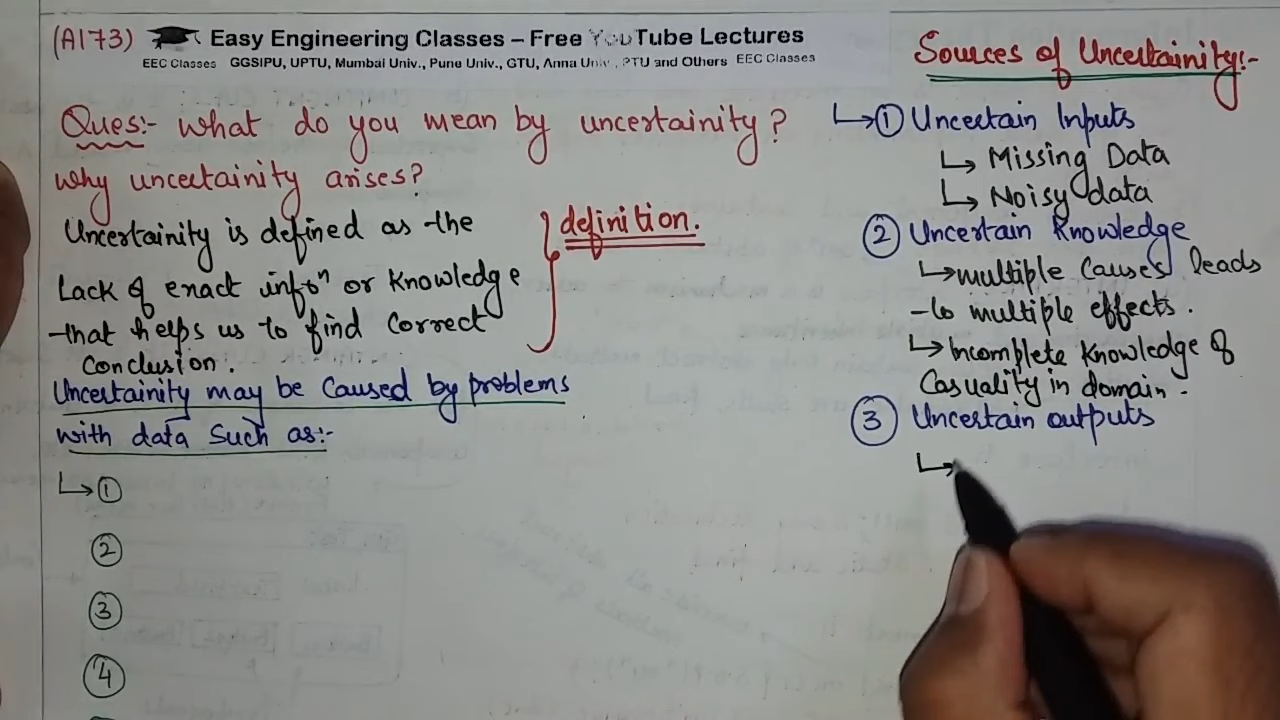 (AI73) Easy Engineering Classes – Free YouTube Lectures
EEC Classes GGSIPU, UPTU, Mumbai Univ., Pune Univ., GTU, Anna Univ., PTU and Others EEC Classes
Ques:- What do you mean by uncertainity?
why uncertainity arises?
Uncertainity is defined as the
Lack of exact infoⁿ or Knowledge
that helps us to find Correct
Conclusion.
definition.
Uncertainity may be Caused by problems
with data Such as:-
①
②
③
④
Sources of Uncertainity:-
① Uncertain Inputs
Missing Data
Noisy data
② Uncertain Knowledge
multiple Causes leads
to multiple effects.
Incomplete Knowledge of
Casuality in domain.
③ Uncertain outputs